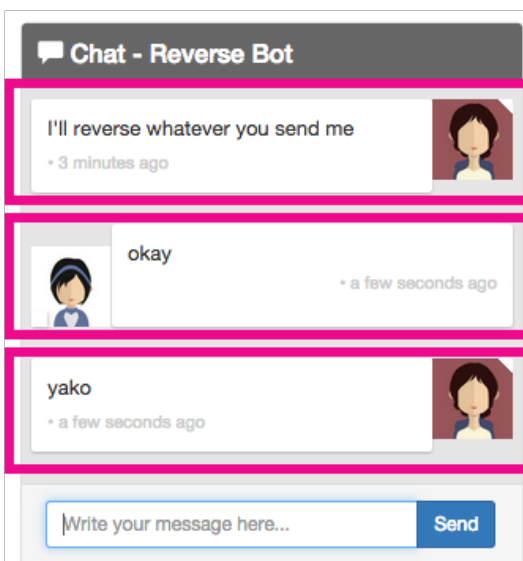 Chat - Reverse Bot
I'll reverse whatever you send me
• 3 minutes ago
okay
• a few seconds ago
yako
• a few seconds ago
Write your message here...
Send